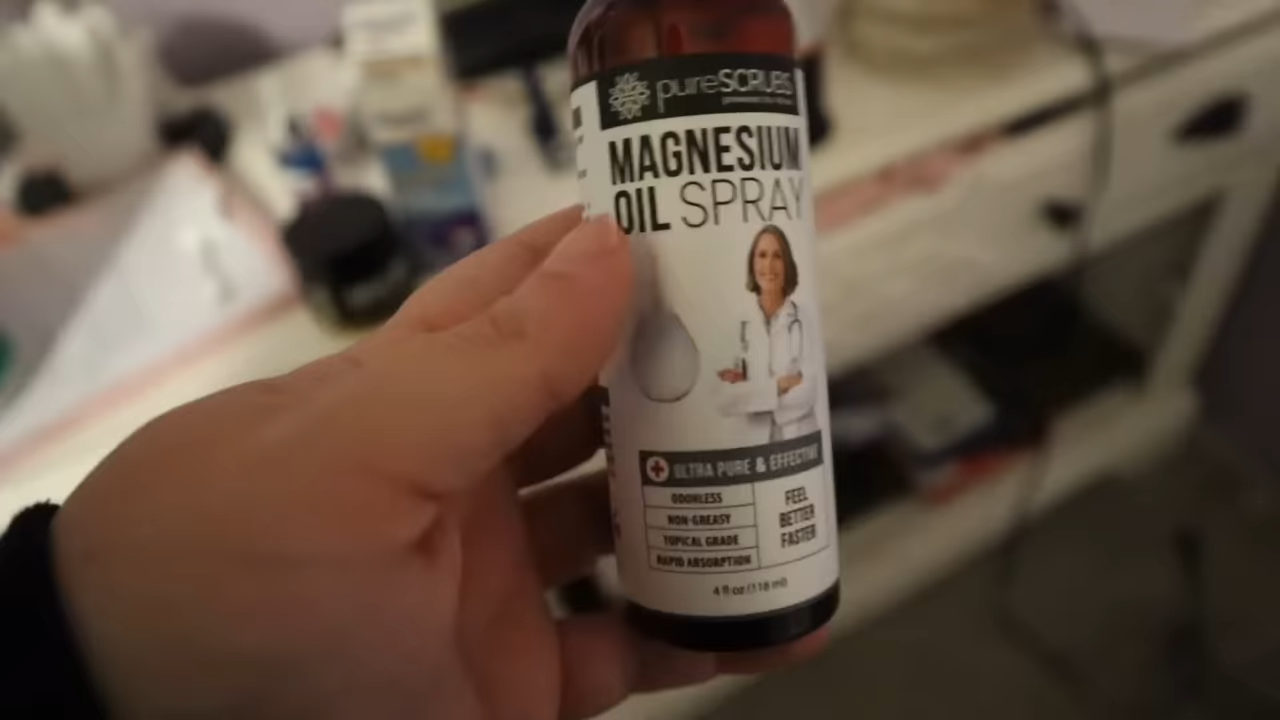 pureSCRUBS
MAGNESIUM
OIL SPRAY
ULTRA PURE & EFFECTIVE
ODORLESS
NON-GREASY
TOPICAL GRADE
RAPID ABSORPTION
FEEL
BETTER
FASTER
4 fl oz (118 ml)